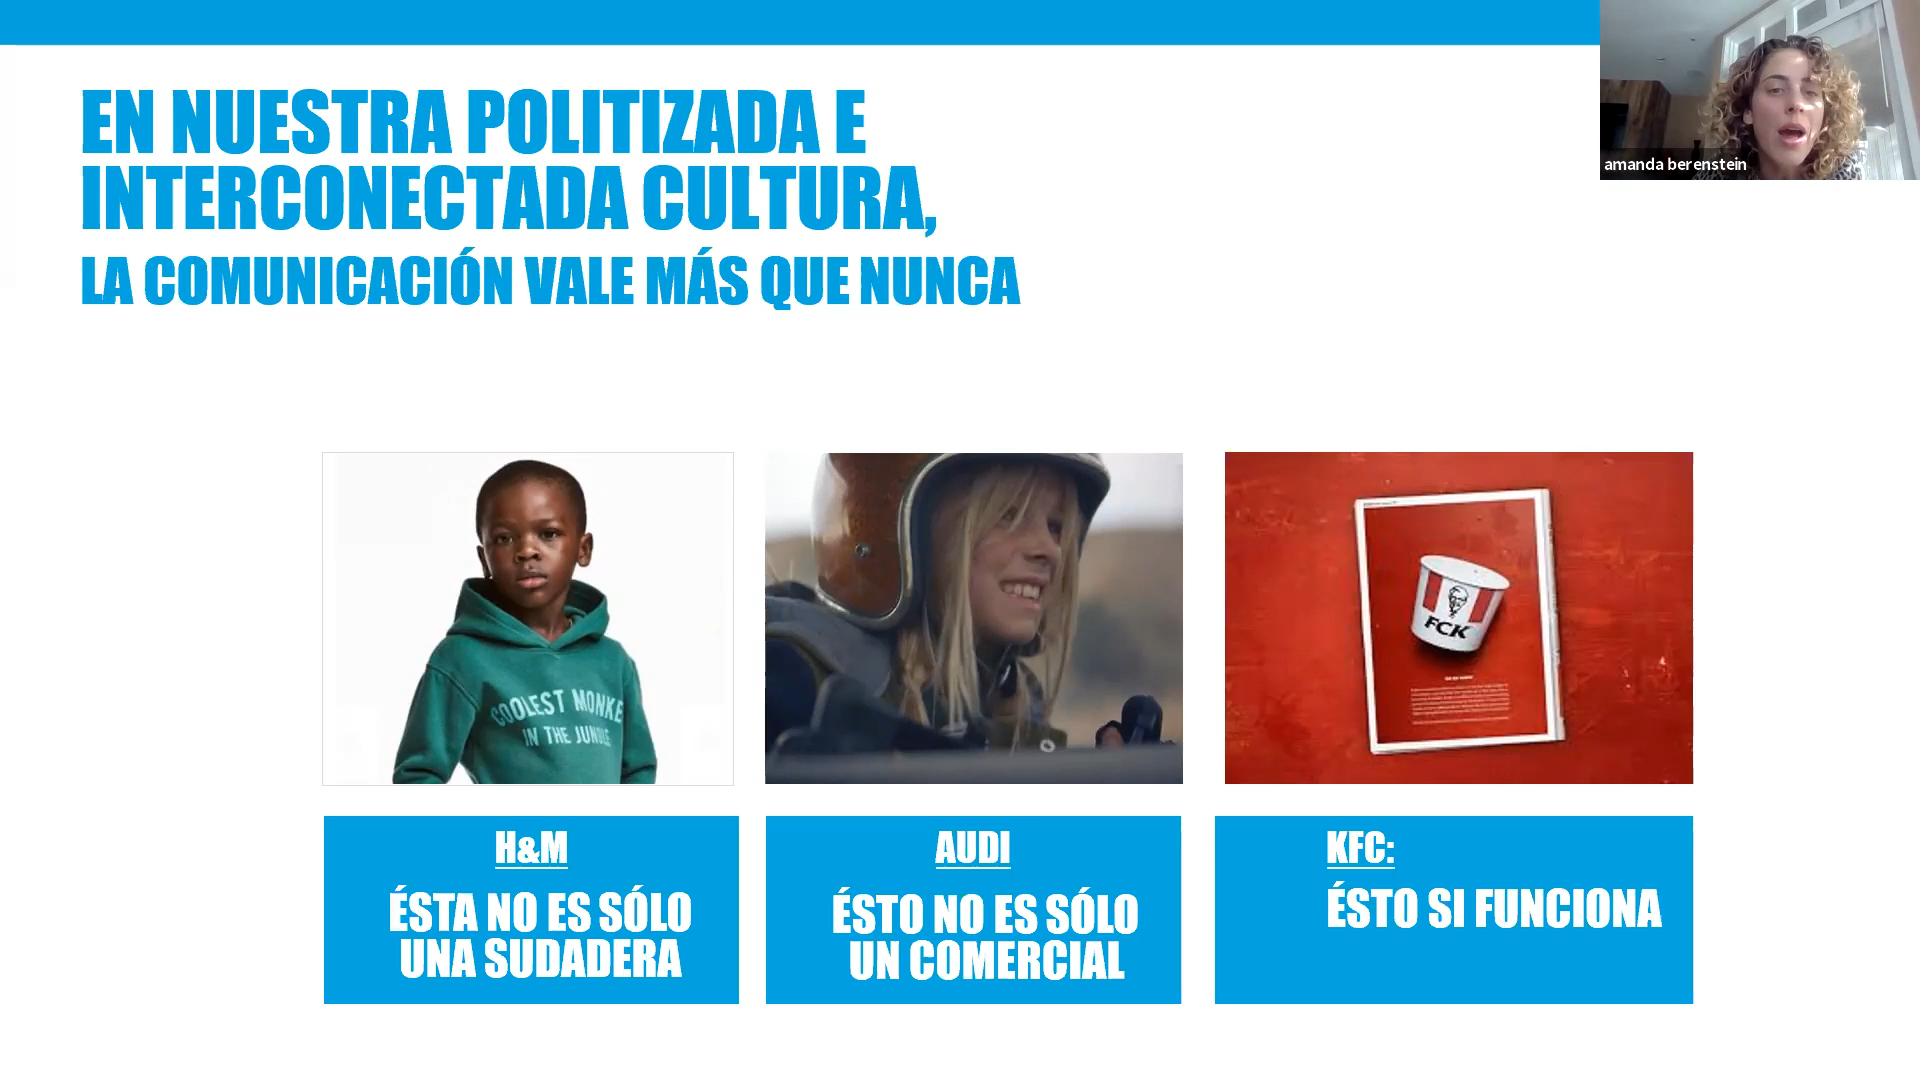 EN NUESTRA POLITIZADA E
INTERCONECTADA CULTURA,
LA COMUNICACIÓN VALE MÁS QUE NUNCA
amanda berenstein
COOLEST MONKE
IN THE JUNGLE
FCK
H&M
ÉSTA NO ES SÓLO
UNA SUDADERA
AUDI
ÉSTO NO ES SÓLO
UN COMERCIAL
KFC:
ÉSTO SI FUNCIONA